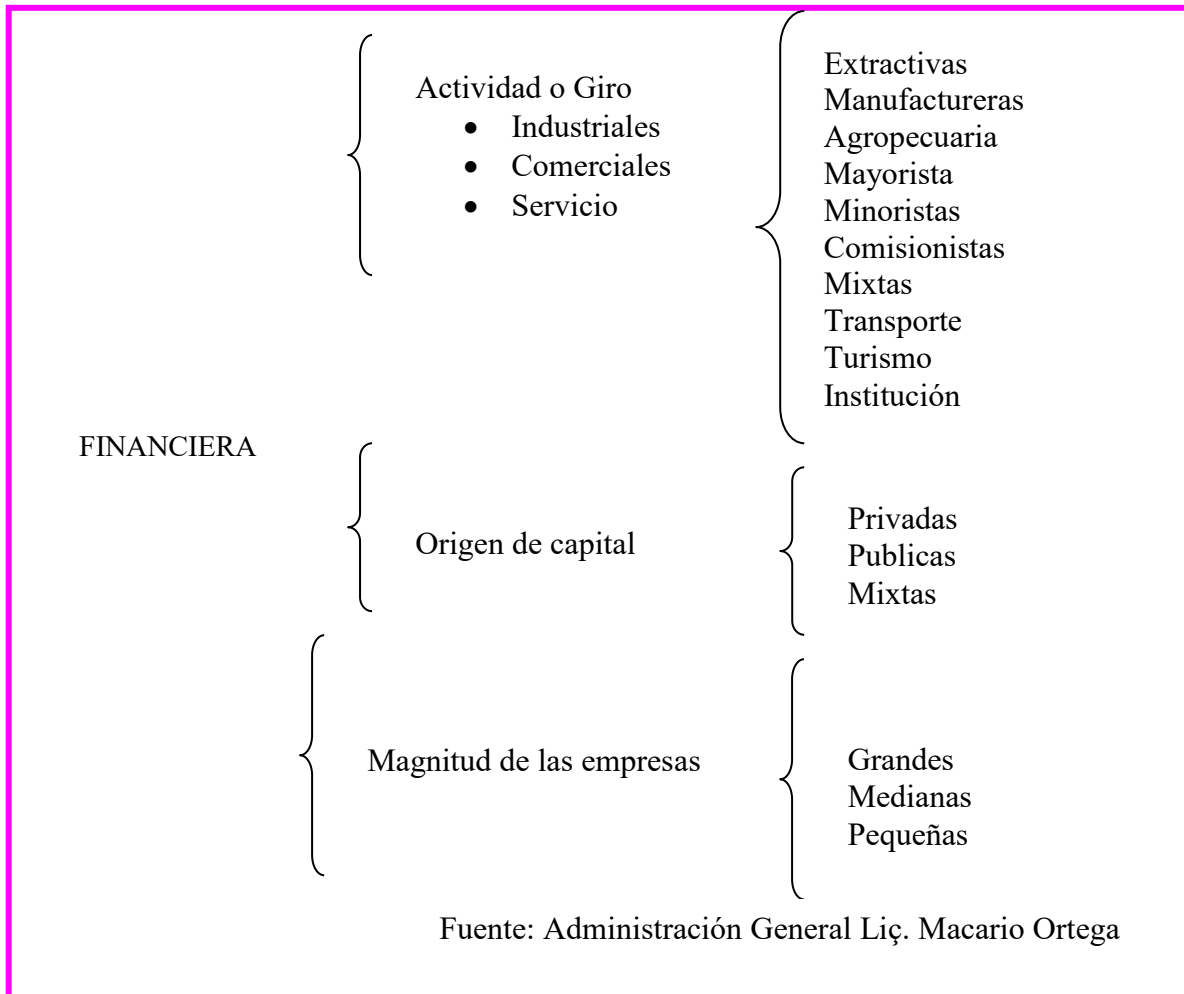 FINANCIERA
Actividad o Giro
• Industriales
• Comerciales
• Servicio
Extractivas
Manufactureras
Agropecuaria
Mayorista
Minoristas
Comisionistas
Mixtas
Transporte
Turismo
Institución
Origen de capital
Privadas
Publicas
Mixtas
Magnitud de las empresas
Grandes
Medianas
Pequeñas
Fuente: Administración General Liç. Macario Ortega